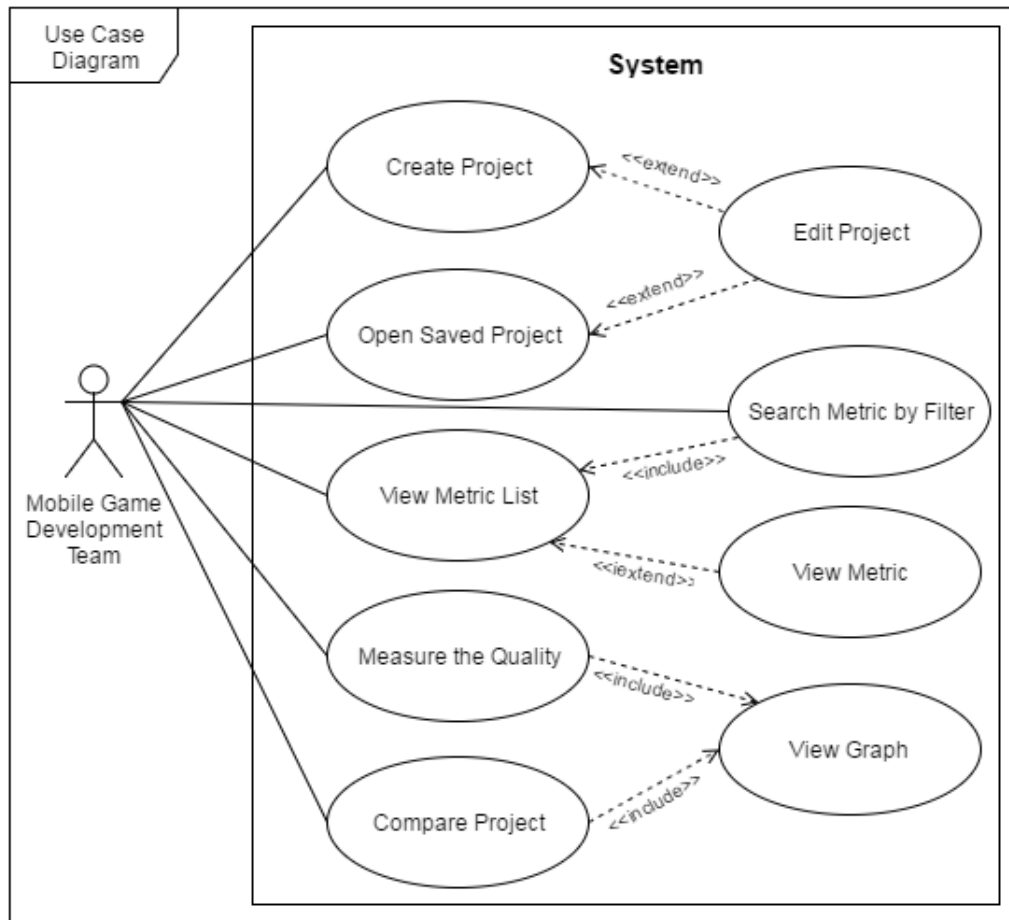 Use Case
Diagram
System
Create Project
<<extend>>
Edit Project
<<extend>>
Open Saved Project
Search Metric by Filter
<<include>>
View Metric List
Mobile Game
Development
Team
<<iextend>>
View Metric
Measure the Quality
<<include>>
View Graph
<<include>>
Compare Project